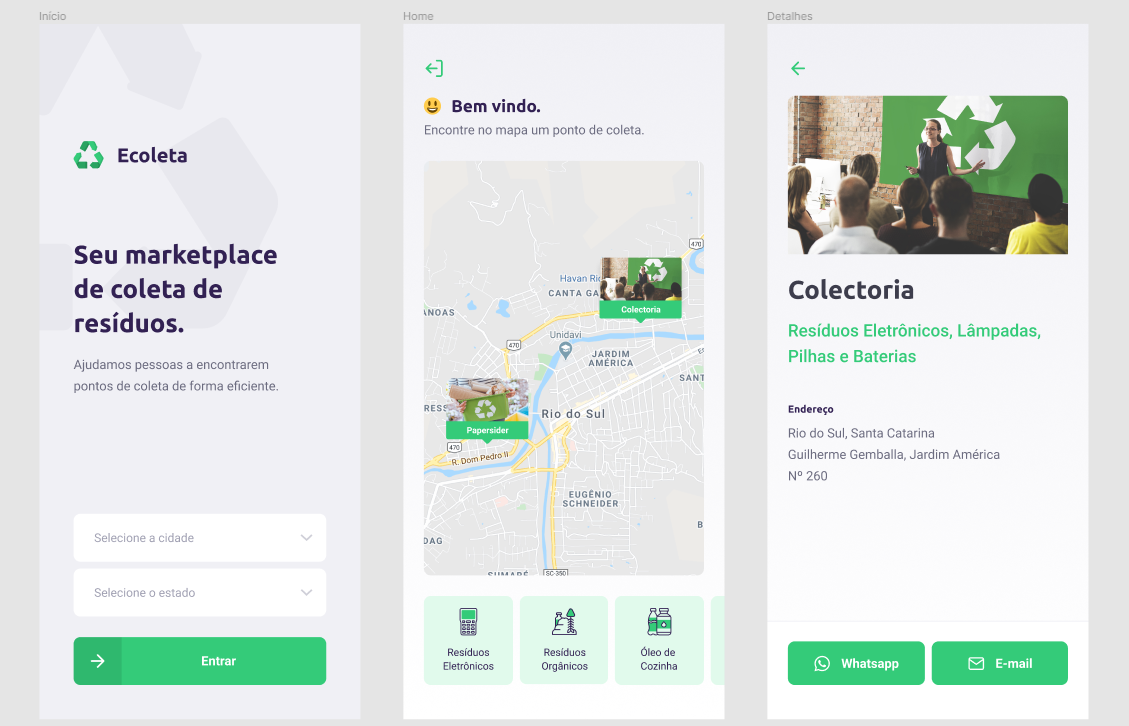 Início
Ecoleta
Seu marketplace
de coleta de
resíduos.
Ajudamos pessoas a encontrarem
pontos de coleta de forma eficiente.
Selecione a cidade
Selecione o estado
Entrar
Home
Bem vindo.
Encontre no mapa um ponto de coleta.
470
Havan Rio
CANTA GA
Colectoria
ANOAS
Unidavi
470
JARDIM
AMÉRICA
SANT
RESS
Rio do Sul
Papersider
470
R. Dom Pedro II
EUGÊNIO
SCHNEIDER
B
DAG
SUMARÉ
SC-350
Resíduos
Eletrônicos
Resíduos
Orgânicos
Óleo de
Cozinha
Detalhes
Colectoria
Resíduos Eletrônicos, Lâmpadas,
Pilhas e Baterias
Endereço
Rio do Sul, Santa Catarina
Guilherme Gemballa, Jardim América
Nº 260
Whatsapp
E-mail